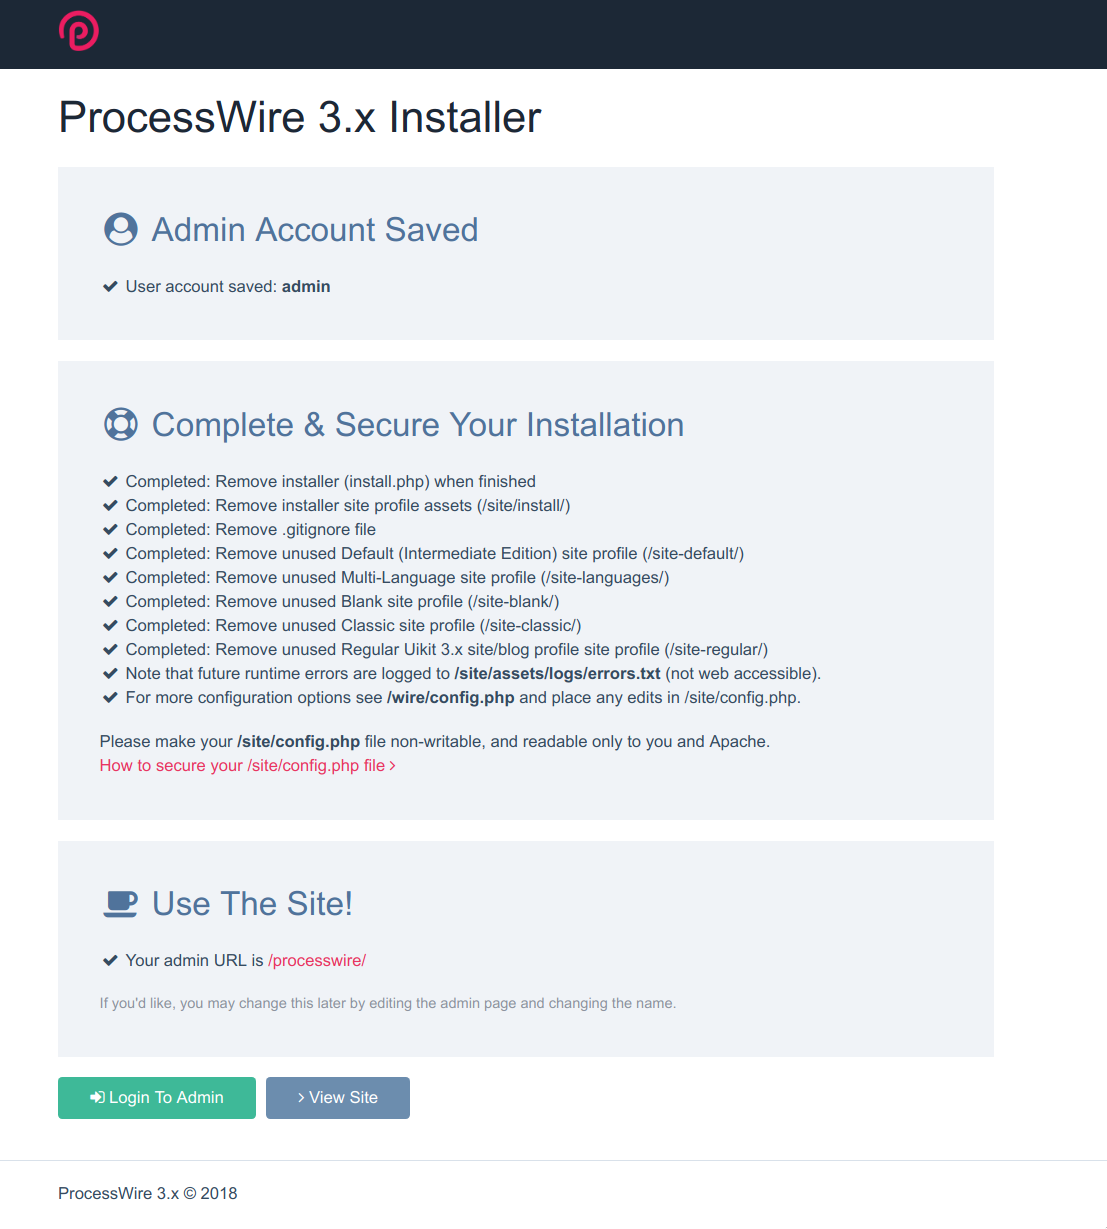 ProcessWire 3.x Installer
Admin Account Saved
User account saved: admin
Complete & Secure Your Installation
Completed: Remove installer (install.php) when finished
Completed: Remove installer site profile assets (/site/install/)
Completed: Remove .gitignore file
Completed: Remove unused Default (Intermediate Edition) site profile (/site-default/)
Completed: Remove unused Multi-Language site profile (/site-languages/)
Completed: Remove unused Blank site profile (/site-blank/)
Completed: Remove unused Classic site profile (/site-classic/)
Completed: Remove unused Regular Uikit 3.x site/blog profile site profile (/site-regular/)
Note that future runtime errors are logged to /site/assets/logs/errors.txt (not web accessible).
For more configuration options see /wire/config.php and place any edits in /site/config.php.
Please make your /site/config.php file non-writable, and readable only to you and Apache.
How to secure your /site/config.php file >
Use The Site!
Your admin URL is /processwire/
If you'd like, you may change this later by editing the admin page and changing the name.
Login To Admin
> View Site
ProcessWire 3.x © 2018